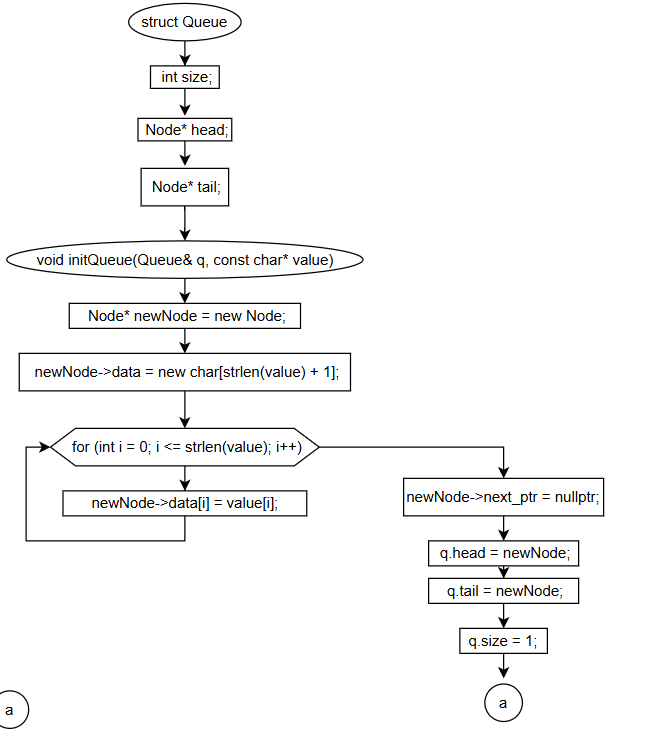 struct Queue
int size;
Node* head;
Node* tail;
void initQueue(Queue& q, const char* value)
Node* newNode = new Node;
newNode->data = new char[strlen(value) + 1];
for (int i = 0; i <= strlen(value); i++)
newNode->data[i] = value[i];
newNode->next_ptr = nullptr;
q.head = newNode;
q.tail = newNode;
q.size = 1;
a
a